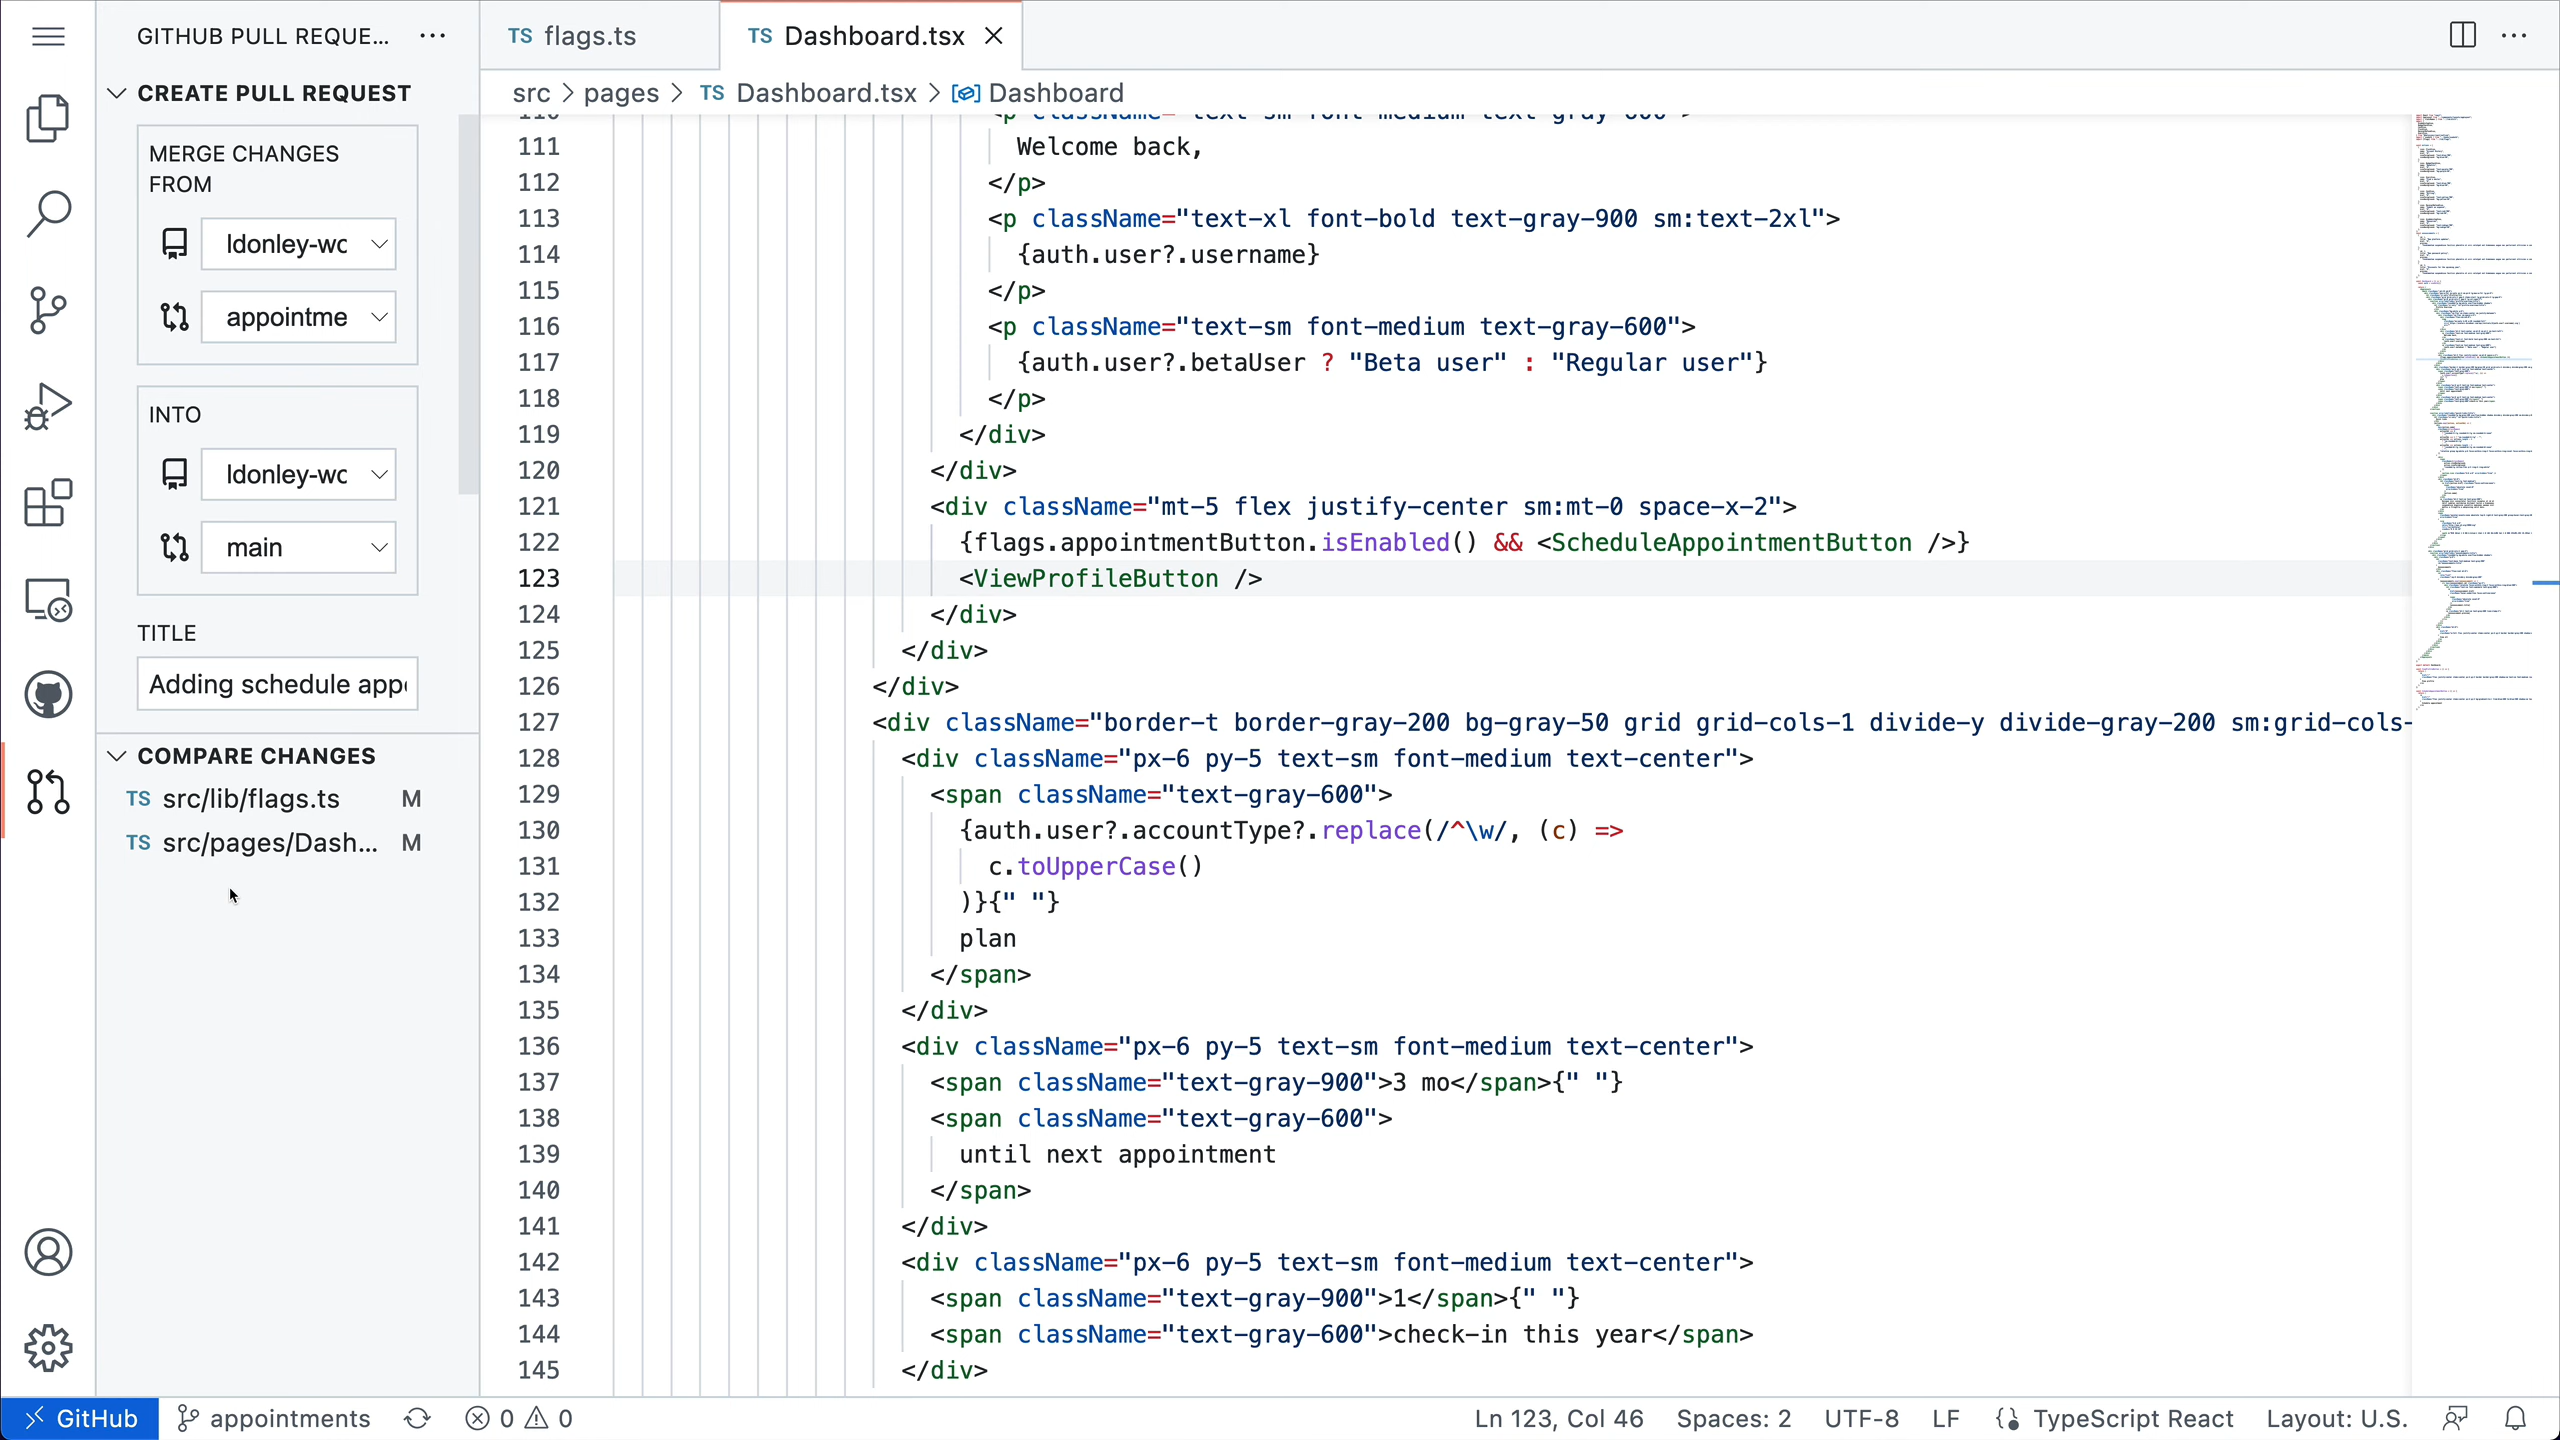 GITHUB PULL REQUE...
CREATE PULL REQUEST
MERGE CHANGES
FROM
ldonley-wc
appointme
INTO
ldonley-wc
main
TITLE
Adding schedule app
COMPARE CHANGES
TS src/lib/flags.ts M
TS src/pages/Dash... M
TS flags.ts
TS Dashboard.tsx
src > pages > TS Dashboard.tsx > Dashboard
110 <p className="text-sm font-medium text-gray-600">
111 Welcome back,
112 </p>
113 <p className="text-xl font-bold text-gray-900 sm:text-2xl">
114 {auth.user?.username}
115 </p>
116 <p className="text-sm font-medium text-gray-600">
117 {auth.user?.betaUser ? "Beta user" : "Regular user"}
118 </p>
119 </div>
120 </div>
121 <div className="mt-5 flex justify-center sm:mt-0 space-x-2">
122 {flags.appointmentButton.isEnabled() && <ScheduleAppointmentButton />}
123 <ViewProfileButton />
124 </div>
125 </div>
126 </div>
127 <div className="border-t border-gray-200 bg-gray-50 grid grid-cols-1 divide-y divide-gray-200 sm:grid-cols-
128 <div className="px-6 py-5 text-sm font-medium text-center">
129 <span className="text-gray-600">
130 {auth.user?.accountType?.replace(/^\w/, (c) =>
131 c.toUpperCase()
132 )}{" "}
133 plan
134 </span>
135 </div>
136 <div className="px-6 py-5 text-sm font-medium text-center">
137 <span className="text-gray-900">3 mo</span>{" "}
138 <span className="text-gray-600">
139 until next appointment
140 </span>
141 </div>
142 <div className="px-6 py-5 text-sm font-medium text-center">
143 <span className="text-gray-900">1</span>{" "}
144 <span className="text-gray-600">check-in this year</span>
145 </div>
GitHub appointments 0 0 Ln 123, Col 46 Spaces: 2 UTF-8 LF TypeScript React Layout: U.S.